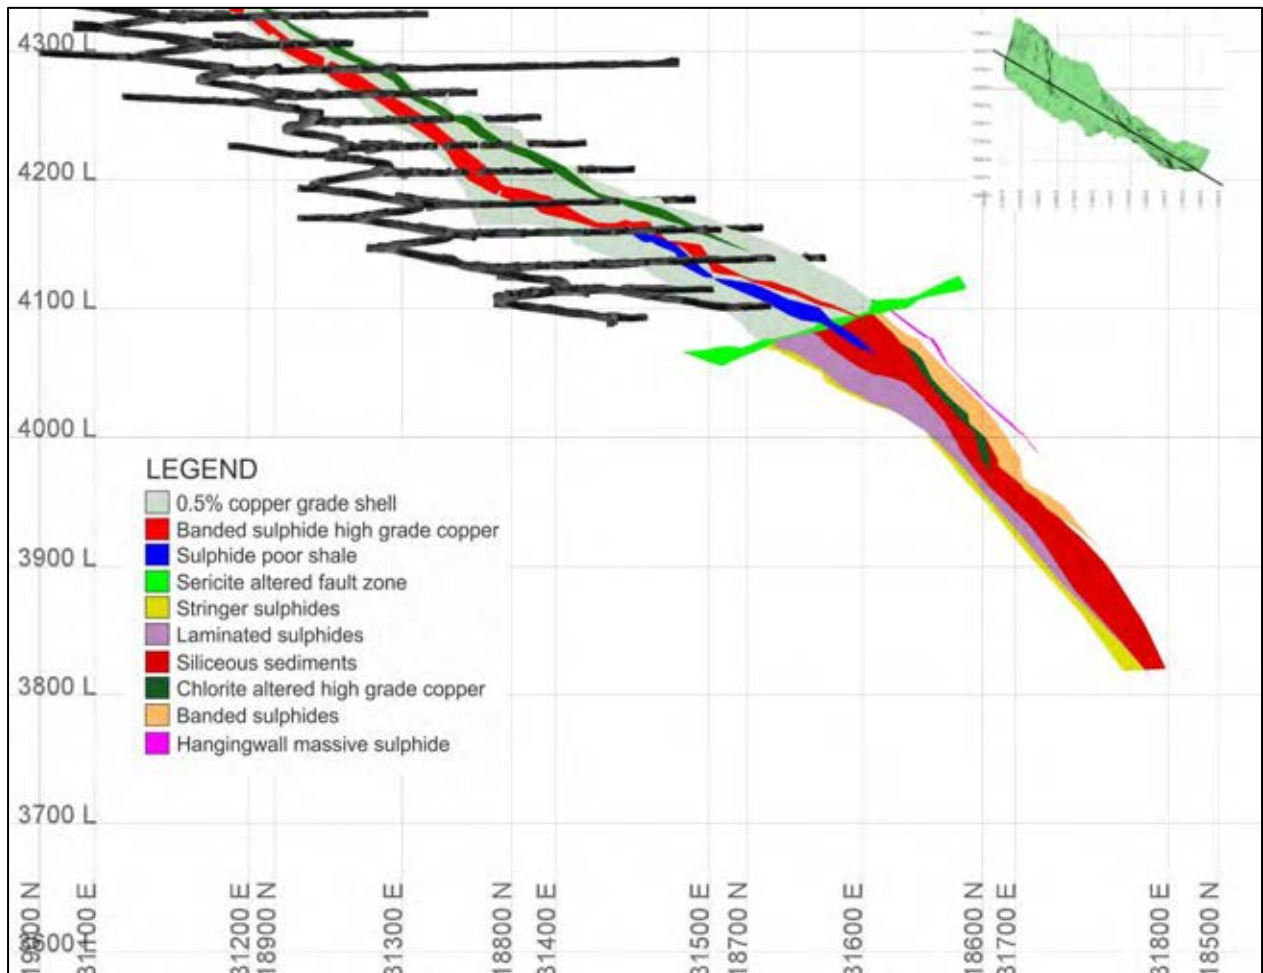 4300 L
4200 L
4100 L
4000 L
LEGEND
0.5% copper grade shell
Banded sulphide high grade copper
Sulphide poor shale
Sericite altered fault zone
Stringer sulphides
Laminated sulphides
Siliceous sediments
Chlorite altered high grade copper
Banded sulphides
Hangingwall massive sulphide
3900 L
3800 L
3700 L
3600 L
31100 E
31200 E
18900 N
31300 E
18800 N
31400 E
31500 E
18700 N
31600 E
18600 N
31700 E
31800 E
18500 N